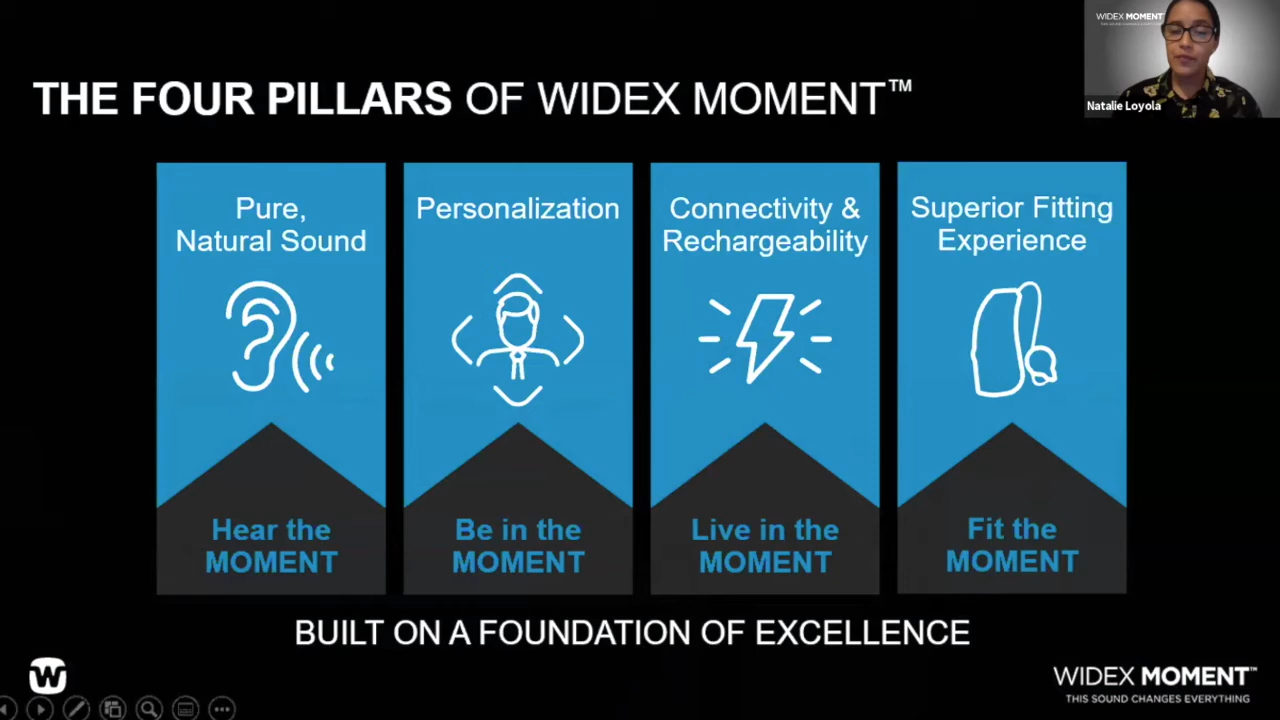 WIDEX MOMENT
Natalie Loyola
THE FOUR PILLARS OF WIDEX MOMENT™
Pure,
Natural Sound
Hear the
MOMENT
Personalization
Be in the
MOMENT
Connectivity &
Rechargeability
Live in the
MOMENT
Superior Fitting
Experience
Fit the
MOMENT
BUILT ON A FOUNDATION OF EXCELLENCE
W
WIDEX MOMENT™
THIS SOUND CHANGES EVERYTHING